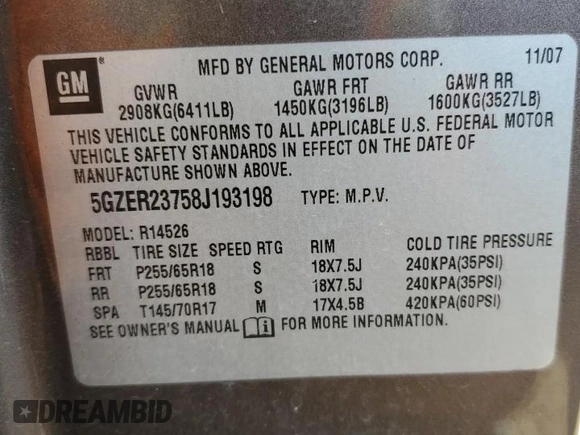 MFD BY GENERAL MOTORS CORP. 11/07
GM ®
GVWR GAWR FRT GAWR RR
2908KG(6411LB) 1450KG(3196LB) 1600KG(3527LB)
THIS VEHICLE CONFORMS TO ALL APPLICABLE U.S. FEDERAL MOTOR
VEHICLE SAFETY STANDARDS IN EFFECT ON THE DATE OF
MANUFACTURE SHOWN ABOVE.
5GZER23758J193198 TYPE: M.P.V.
MODEL: R14526
RBBL TIRE SIZE SPEED RTG RIM COLD TIRE PRESSURE
FRT P255/65R18 S 18X7.5J 240KPA(35PSI)
RR P255/65R18 S 18X7.5J 240KPA(35PSI)
SPA T145/70R17 M 17X4.5B 420KPA(60PSI)
SEE OWNER'S MANUAL FOR MORE INFORMATION.
DREAMBID